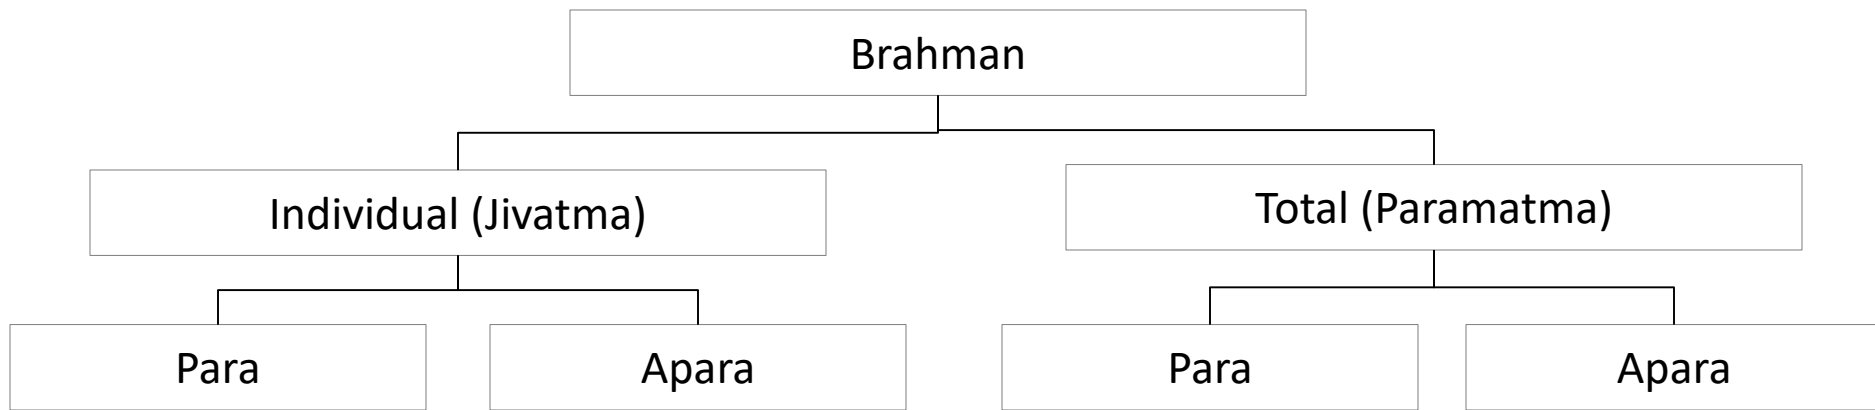 Brahman
Individual (Jivatma)
Total (Paramatma)
Para
Apara
Para
Apara